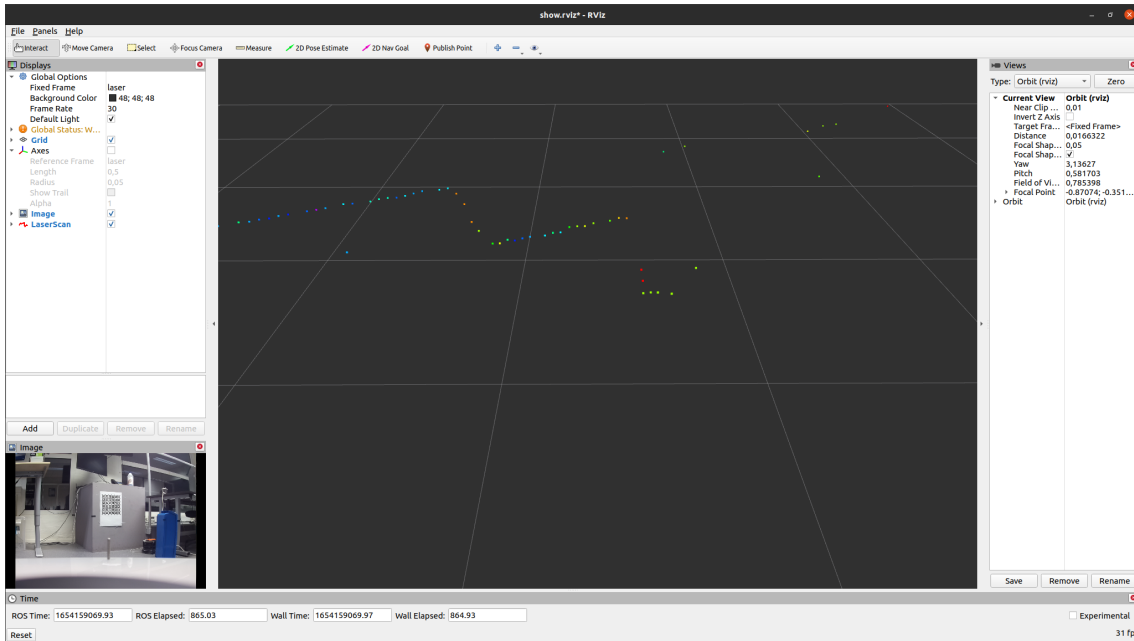 show.rviz* - RViz
File Panels Help
Interact Move Camera Select Focus Camera Measure 2D Pose Estimate 2D Nav Goal Publish Point
Displays
Global Options
Fixed Frame laser
Background Color 48; 48; 48
Frame Rate 30
Default Light
Global Status: W...
Grid
Axes
Reference Frame laser
Length 0,5
Radius 0,05
Show Trail
Alpha 1
Image
LaserScan
Add Duplicate Remove Rename
Image
Views
Type: Orbit (rviz) Zero
Current View Orbit (rviz)
Near Clip ... 0,01
Invert Z Axis
Target Fra... <Fixed Frame>
Distance 0,0166322
Focal Shap... 0,05
Focal Shap...
Yaw 3,13627
Pitch 0,581703
Field of Vi... 0,785398
Focal Point -0.87074; -0.351...
Orbit Orbit (rviz)
Save Remove Rename
Time
ROS Time: 1654159069.93 ROS Elapsed: 865.03 Wall Time: 1654159069.97 Wall Elapsed: 864.93 Experimental
Reset 31 fp